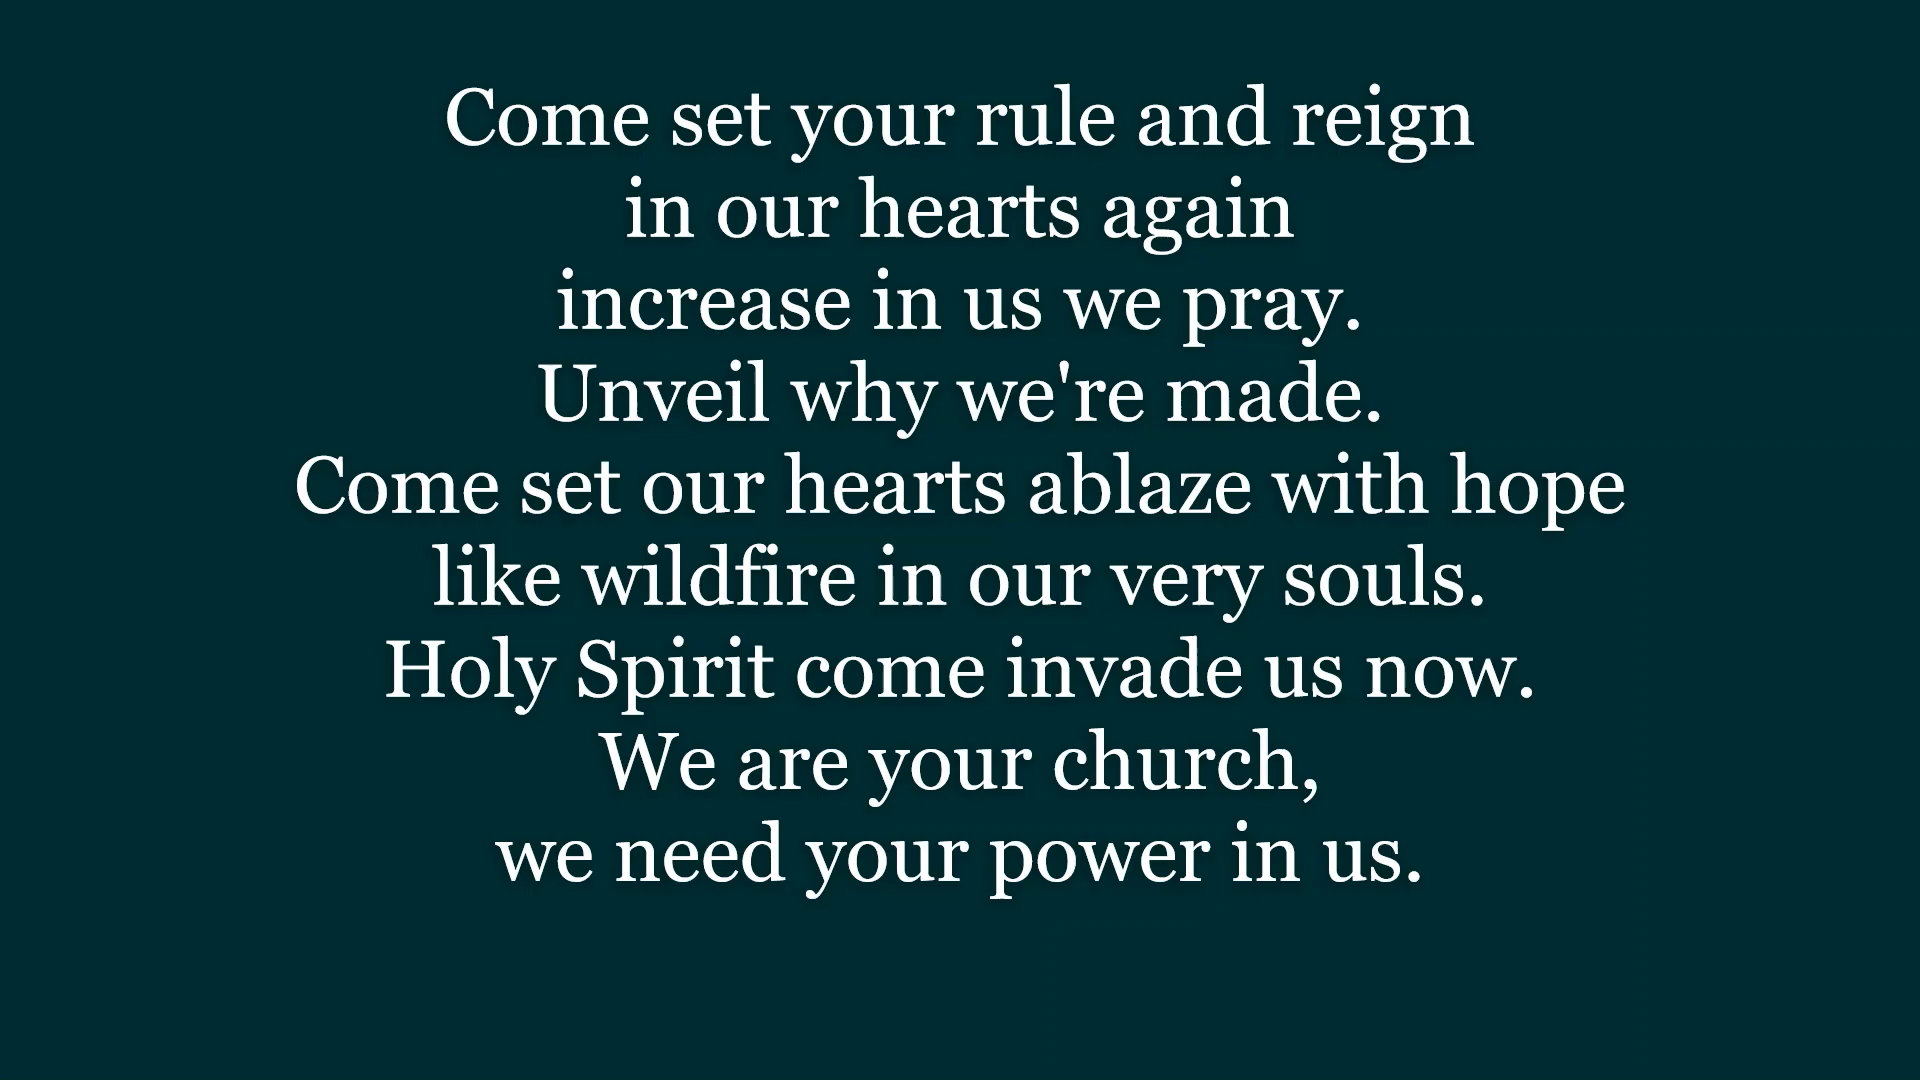 Come set your rule and reign
in our hearts again
increase in us we pray.
Unveil why we're made.
Come set our hearts ablaze with hope
like wildfire in our very souls.
Holy Spirit come invade us now.
We are your church,
we need your power in us.